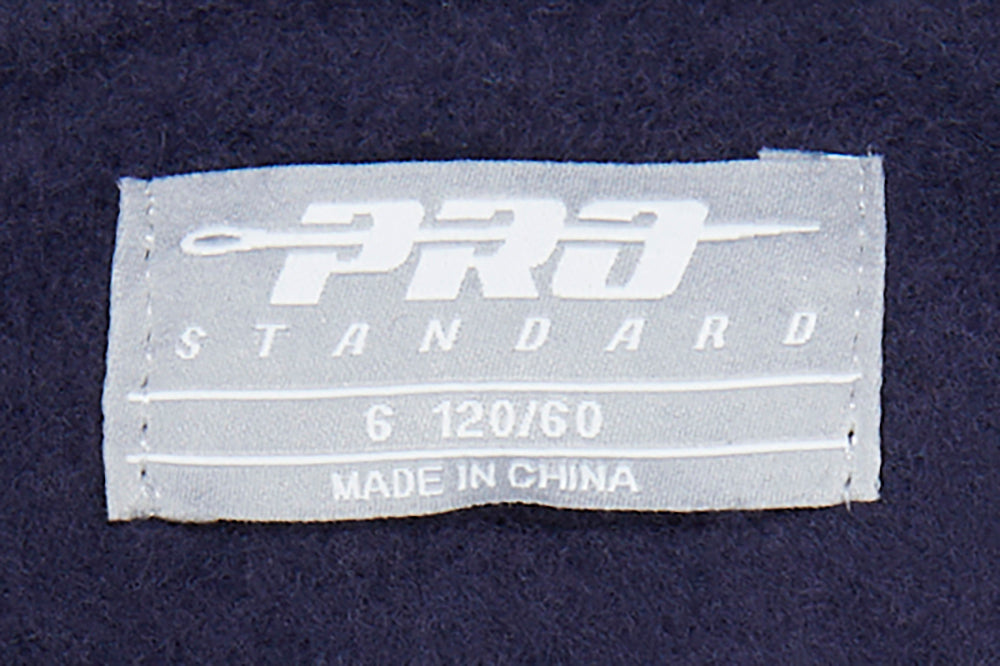 PRO
STANDARD
6 120/60
MADE IN CHINA